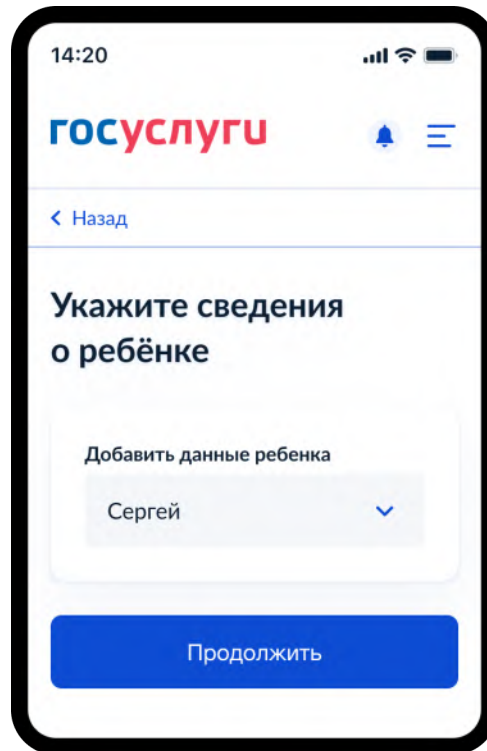 14:20
госуслуги
Назад
Укажите сведения
о ребёнке
Добавить данные ребенка
Сергей
Продолжить